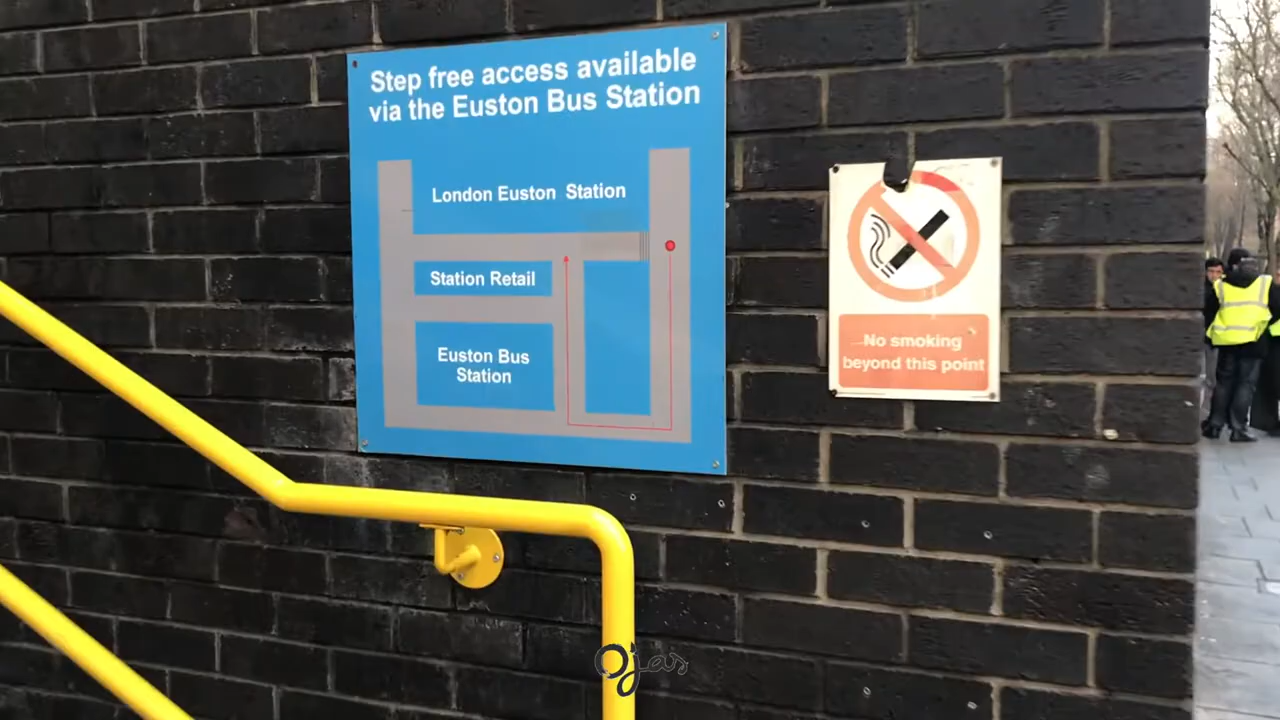 Step free access available
via the Euston Bus Station
London Euston Station
Station Retail
Euston Bus
Station
No smoking
beyond this point
Ojas